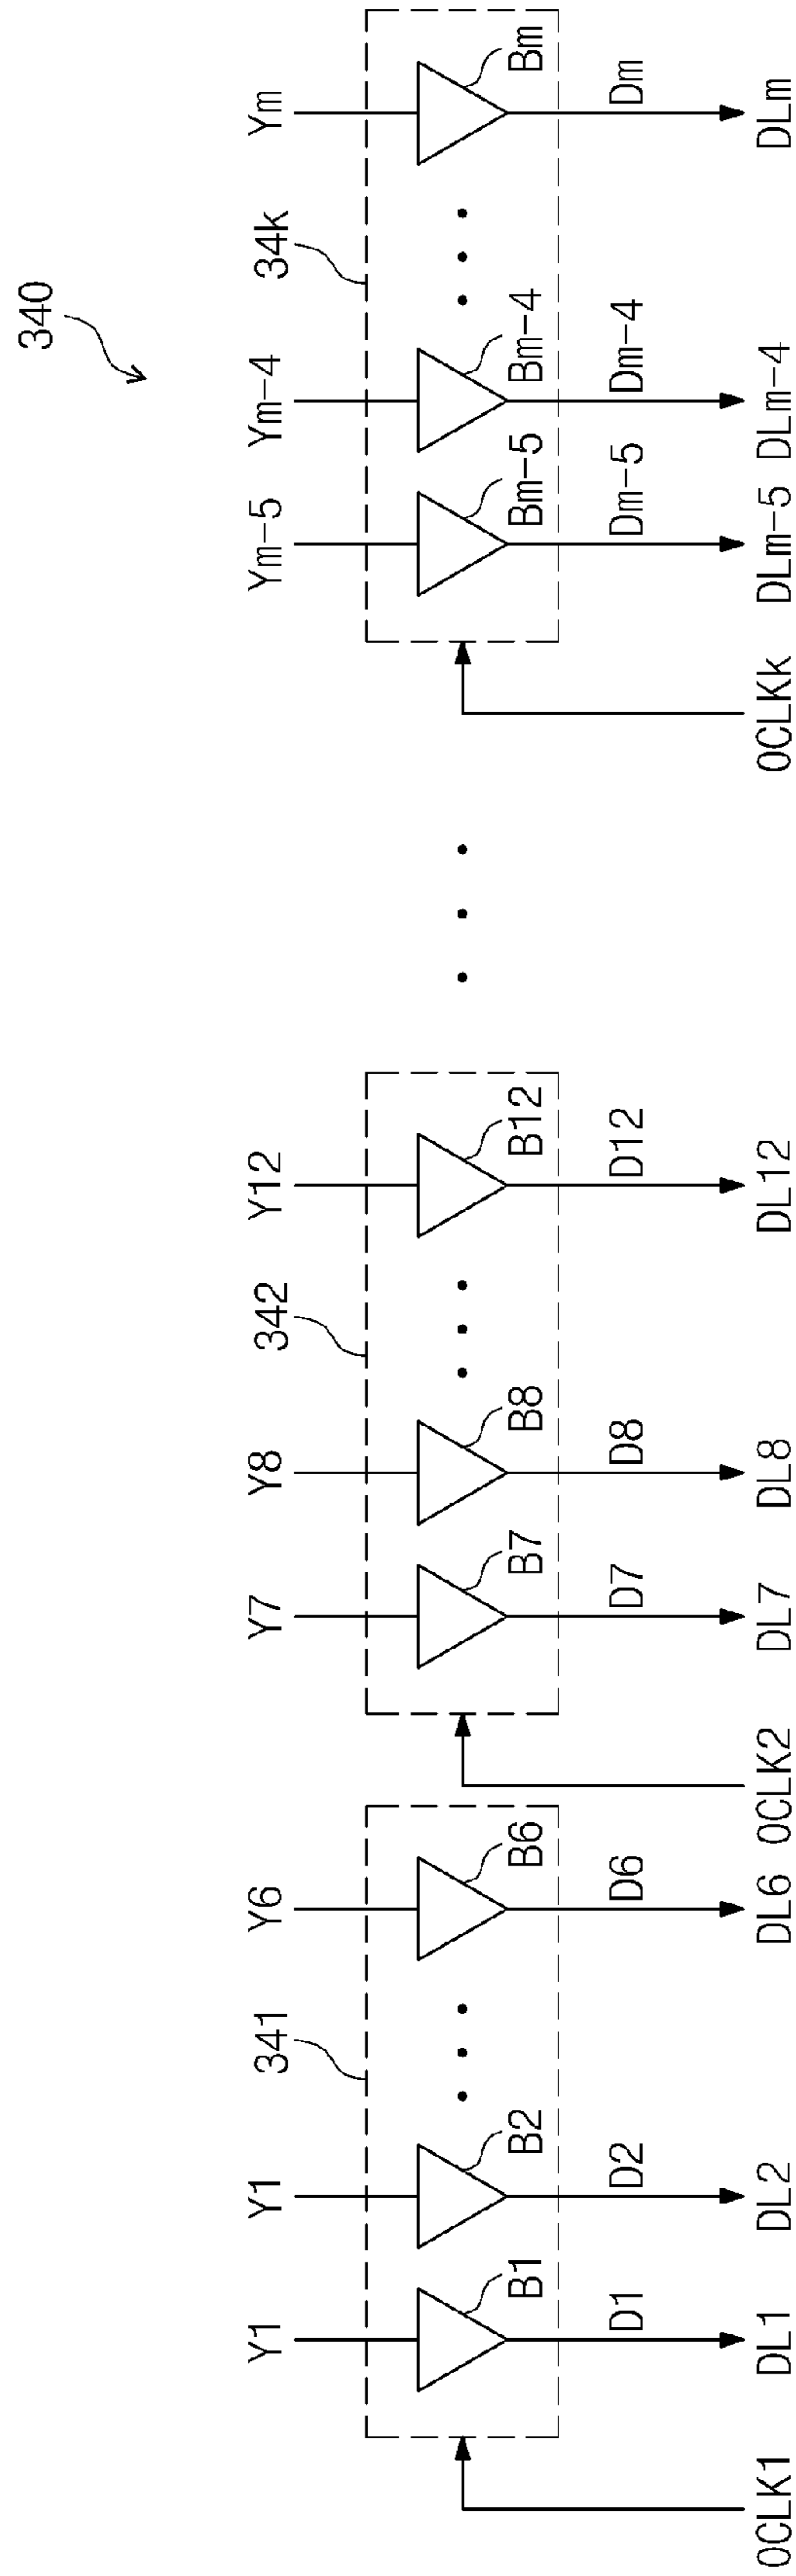 340
Y1
Y1
341
Y6
Y7
Y8
342
Y12
Ym-5
Ym-4
34k
Ym
B1
B2
B6
B7
B8
B12
Bm-5
Bm-4
Bm
D1
D2
D6
D7
D8
D12
Dm-5
Dm-4
Dm
OCLK1
DL1
DL2
DL6
OCLK2
DL7
DL8
DL12
OCLKk
DLm-5
DLm-4
DLm